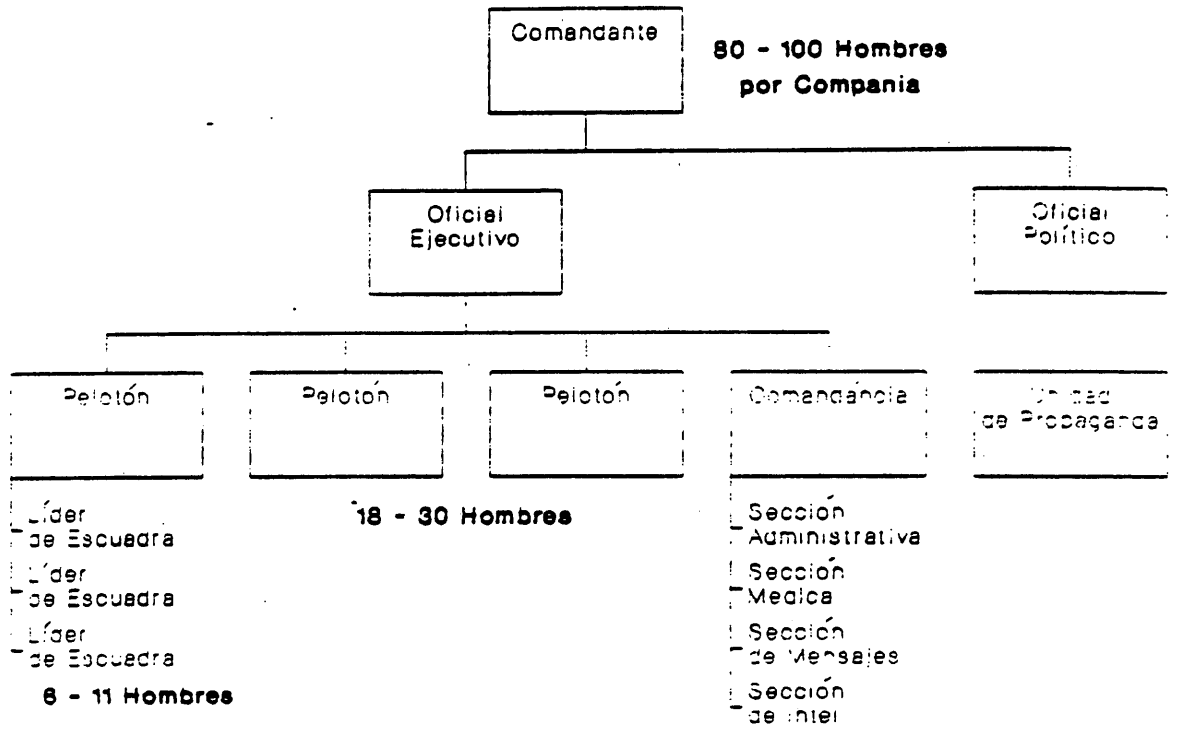 Comandante
80 - 100 Hombres
por Compania
Oficial
Ejecutivo
Oficial
Político
Pelotón
Pelotón
Pelotón
Comandáncia
Unidad
de Propaganda
Líder
de Escuadra
Líder
de Escuadra
Líder
de Escuadra
6 - 11 Hombres
18 - 30 Hombres
Sección
Administrativa
Sección
Medica
Sección
de Mensajes
Sección
de Intel